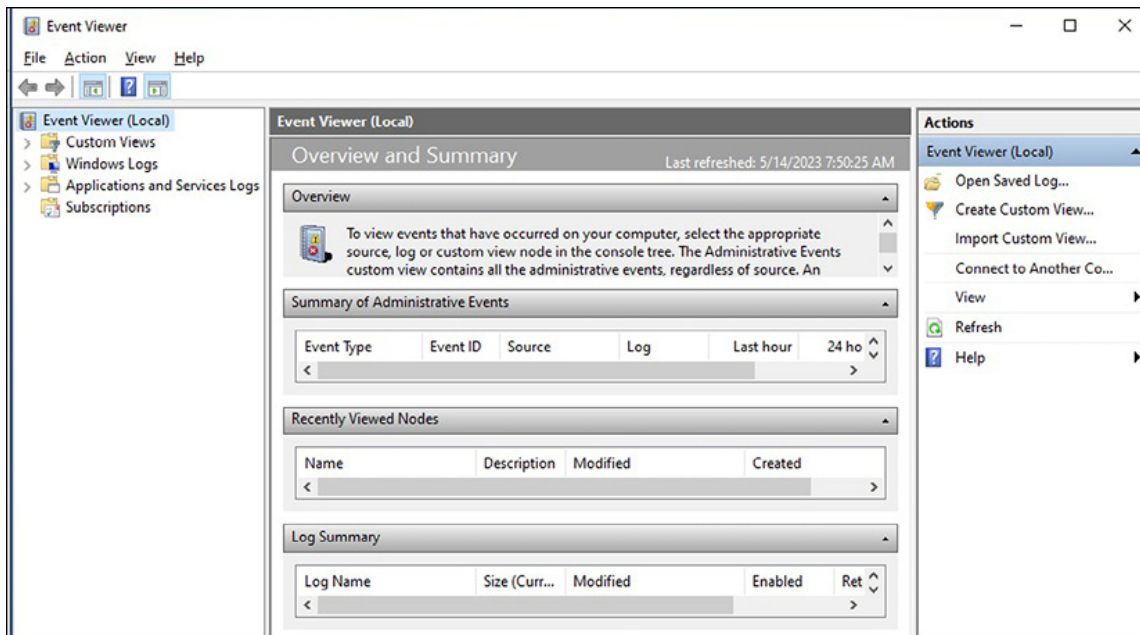 Event Viewer
File Action View Help
Event Viewer (Local)
Custom Views
Windows Logs
Applications and Services Logs
Subscriptions
Event Viewer (Local)
Overview and Summary
Last refreshed: 5/14/2023 7:50:25 AM
Overview
To view events that have occurred on your computer, select the appropriate
source, log or custom view node in the console tree. The Administrative Events
custom view contains all the administrative events, regardless of source. An
Summary of Administrative Events
Event Type Event ID Source Log Last hour 24 ho
Recently Viewed Nodes
Name Description Modified Created
Log Summary
Log Name Size (Curr... Modified Enabled Ret
Actions
Event Viewer (Local)
Open Saved Log...
Create Custom View...
Import Custom View...
Connect to Another Co...
View
Refresh
Help